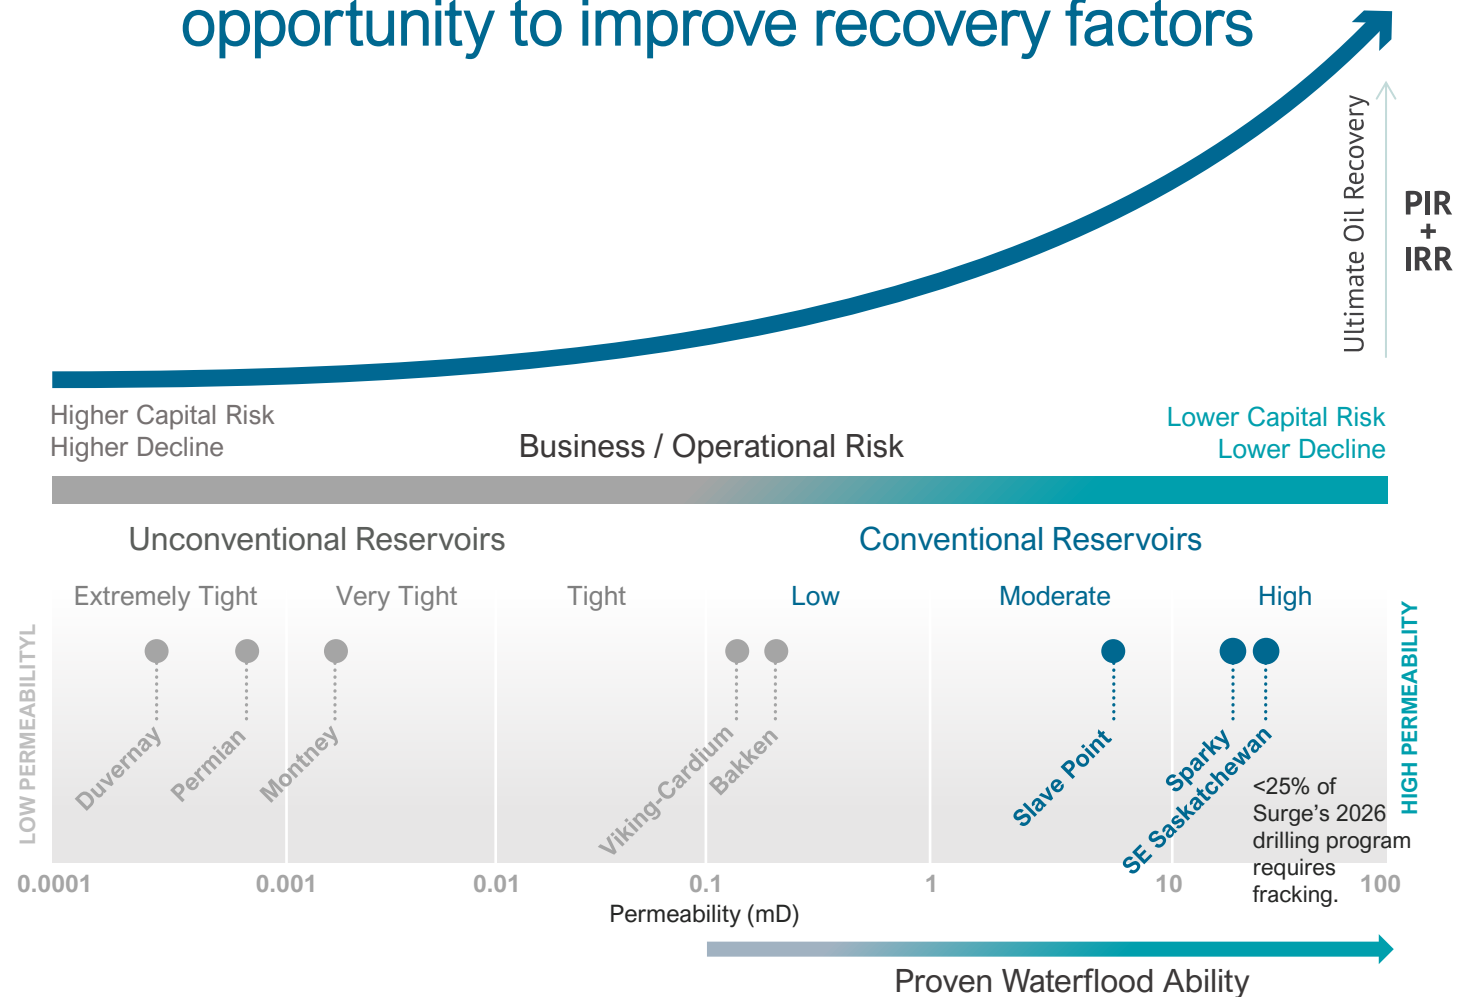 opportunity to improve recovery factors
Ultimate Oil Recovery
PIR
+
IRR
Higher Capital Risk
Higher Decline
Business / Operational Risk
Lower Capital Risk
Lower Decline
Unconventional Reservoirs
Conventional Reservoirs
Extremely Tight
Very Tight
Tight
Low
Moderate
High
LOW PERMEABILITYL
HIGH PERMEABILITY
Duvernay
Permian
Montney
Viking-Cardium
Bakken
Slave Point
Sparky
SE Saskatchewan
<25% of
Surge’s 2026
drilling program
requires
fracking.
0.0001
0.001
0.01
0.1
1
10
100
Permeability (mD)
Proven Waterflood Ability